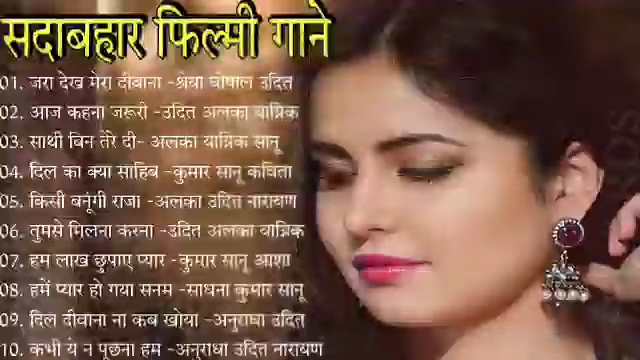 सदाबहार फिल्मी गाने
01. जरा देख मेरा दीवाना -श्रेया घोषाल उदित
02. आज कहना जरूरी -उदित अलका याग्निक
03. साथी बिन तेरे दी- अलका याग्निक सानू
04. दिल का क्या साहिब -कुमार सानू कविता
05. किसी बनूंगी राजा -अलका उदित नारायण
06. तुमसे मिलना करना -उदित अलका याग्निक
07. हम लाख छुपाए प्यार -कुमार सानू आशा
08. हमें प्यार हो गया सनम -साधना कुमार सानू
09. दिल दीवाना ना कब खोया -अनुराधा उदित
10. कभी ये न पूछना हम -अनुराधा उदित नारायण